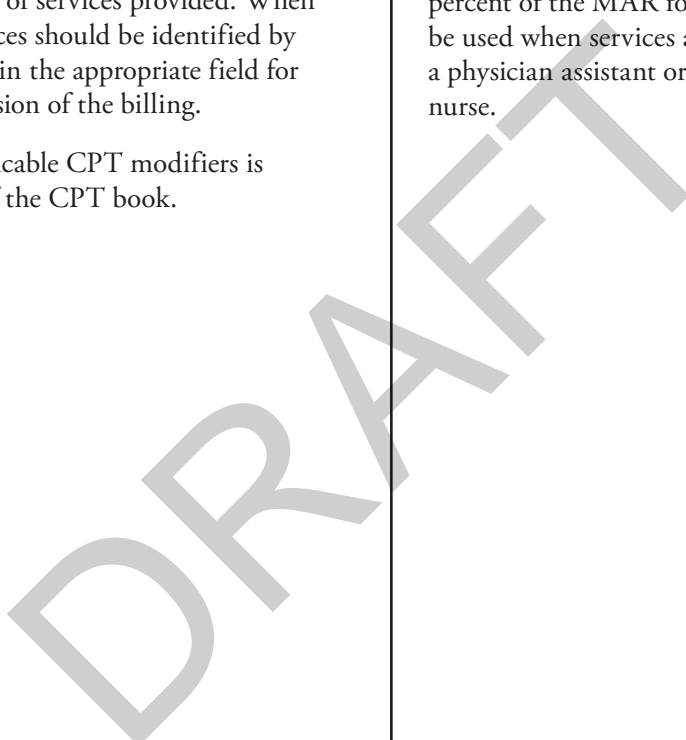 of services provided. When
ces should be identified by
in the appropriate field for
sion of the billing.
cable CPT modifiers is
the CPT book.
percent of the MAR fo
be used when services a
a physician assistant or
nurse.
DRAFT